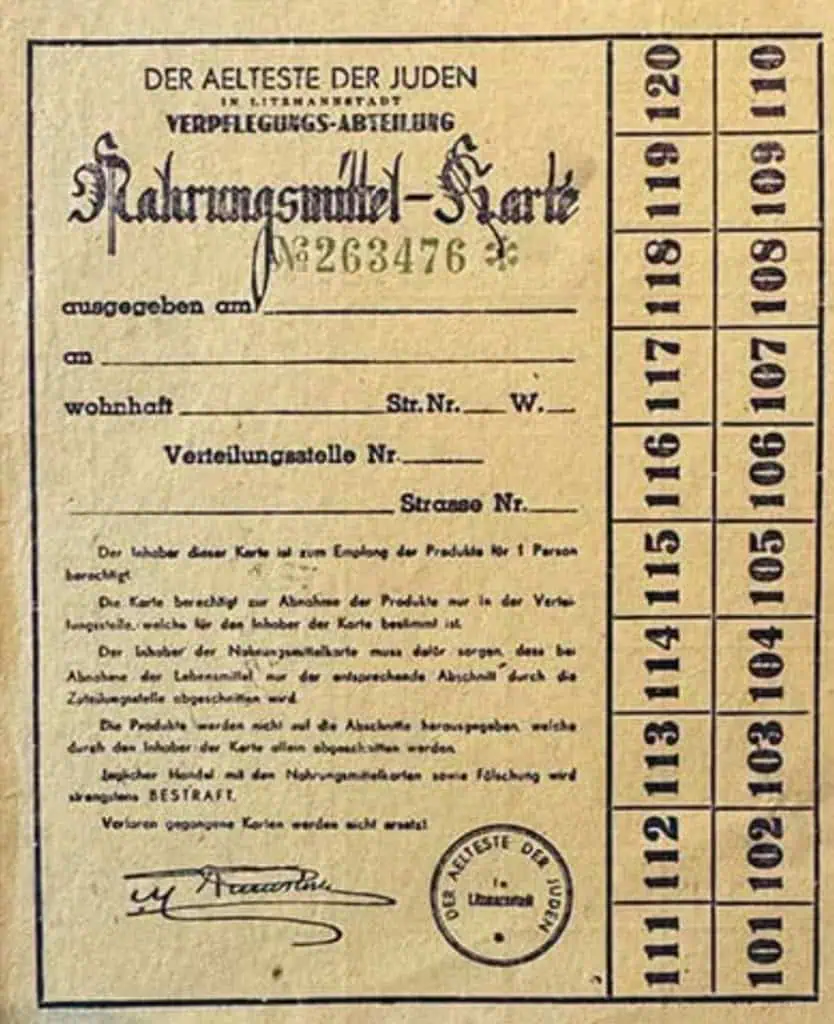 DER AELTESTE DER JUDEN
IN LITZMANNSTADT
VERPFLEGUNGS-ABTEILUNG
Nahrungsmittel-Karte
№ 263476 *
ausgegeben am
an
wohnhaft Str. Nr. W.
Verteilungsstelle Nr.
Strasse Nr.
Der Inhaber dieser Karte ist zum Empfang der Produkte für 1 Person
berechtigt
Die Karte berechtigt zur Abnahme der Produkte nur in der Vertei-
lungsstelle, welche für den Inhaber der Karte bestimmt ist.
Der Inhaber der Nahrungsmittelkarte muss dafür sorgen, dass bei
Abnahme der Lebensmittel nur der entsprechende Abschnitt durch die
Zuteilungsstelle abgeschnitten wird.
Die Produkte werden nicht auf die Abschnitte herausgegeben, welche
durch den Inhaber der Karte allein abgeschnitten werden.
Jeglicher Handel mit den Nahrungsmittelkarten sowie Fälschung wird
strengstens BESTRAFT.
Verloren gegangene Karten werden nicht ersetzt
DER AELTESTE DER JUDEN
in
Litzmannstadt
120 110
119 109
118 108
117 107
116 106
115 105
114 104
113 103
112 102
111 101